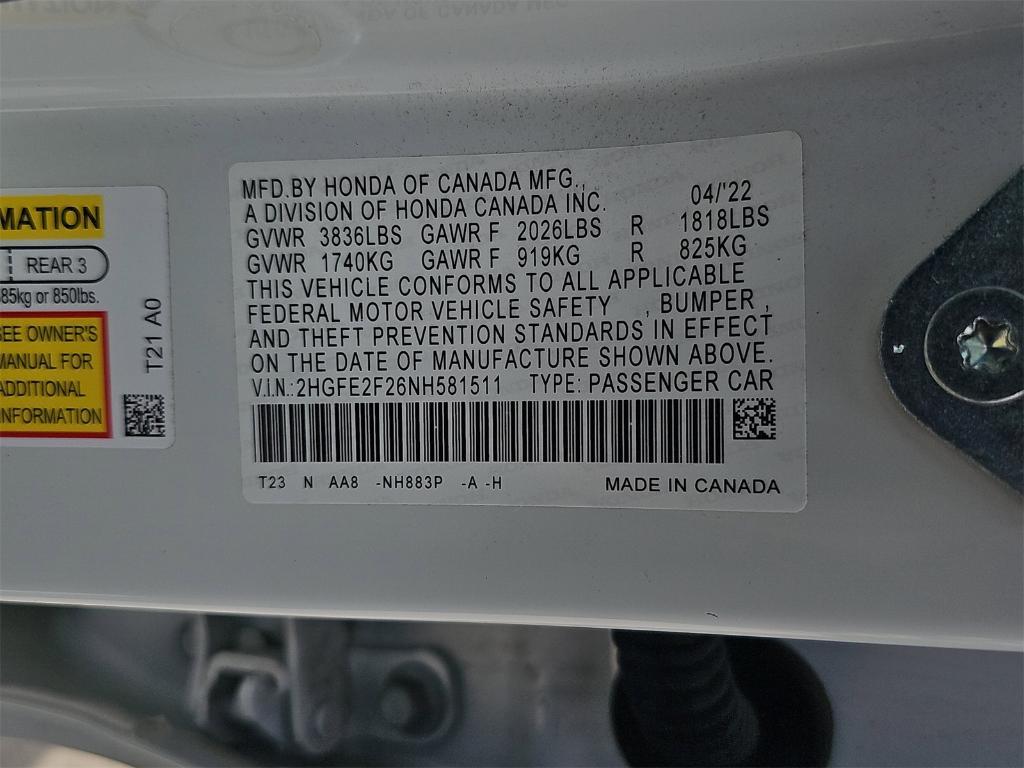 MATION
REAR 3
85kg or 850lbs.
SEE OWNER'S
MANUAL FOR
ADDITIONAL
INFORMATION
T21 A0
MFD.BY HONDA OF CANADA MFG.,
A DIVISION OF HONDA CANADA INC. 04/'22
GVWR 3836LBS GAWR F 2026LBS R 1818LBS
GVWR 1740KG GAWR F 919KG R 825KG
THIS VEHICLE CONFORMS TO ALL APPLICABLE
FEDERAL MOTOR VEHICLE SAFETY , BUMPER ,
AND THEFT PREVENTION STANDARDS IN EFFECT
ON THE DATE OF MANUFACTURE SHOWN ABOVE.
V.I.N.:2HGFE2F26NH581511 TYPE: PASSENGER CAR
T23 N AA8 -NH883P -A -H MADE IN CANADA